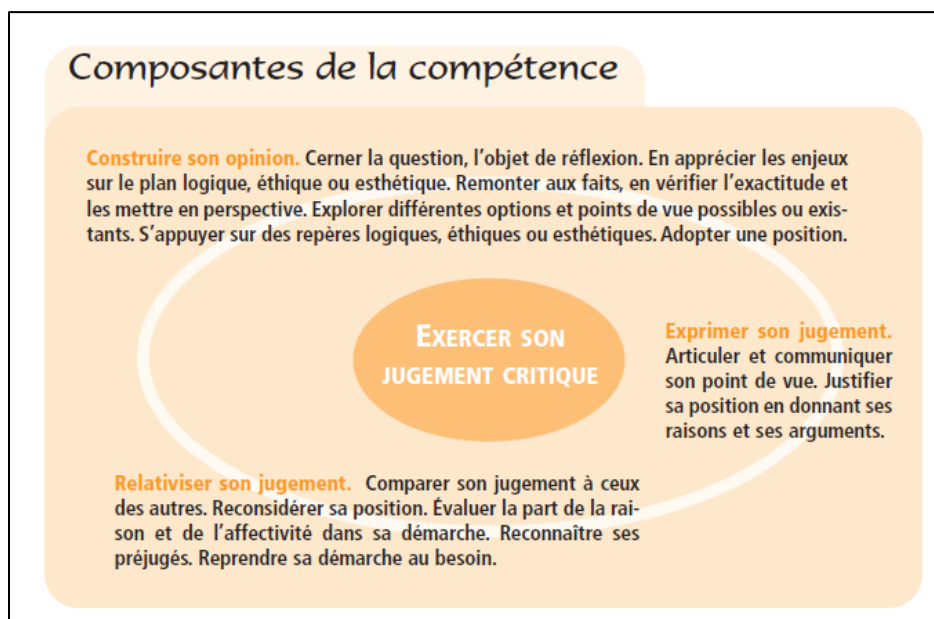 Composantes de la compétence
Construire son opinion. Cerner la question, l'objet de réflexion. En apprécier les enjeux
sur le plan logique, éthique ou esthétique. Remonter aux faits, en vérifier l'exactitude et
les mettre en perspective. Explorer différentes options et points de vue possibles ou exis-
tants. S'appuyer sur des repères logiques, éthiques ou esthétiques. Adopter une position.
EXERCER SON
JUGEMENT CRITIQUE
Exprimer son jugement.
Articuler et communiquer
son point de vue. Justifier
sa position en donnant ses
raisons et ses arguments.
Relativiser son jugement. Comparer son jugement à ceux
des autres. Reconsidérer sa position. Évaluer la part de la rai-
son et de l'affectivité dans sa démarche. Reconnaître ses
préjugés. Reprendre sa démarche au besoin.